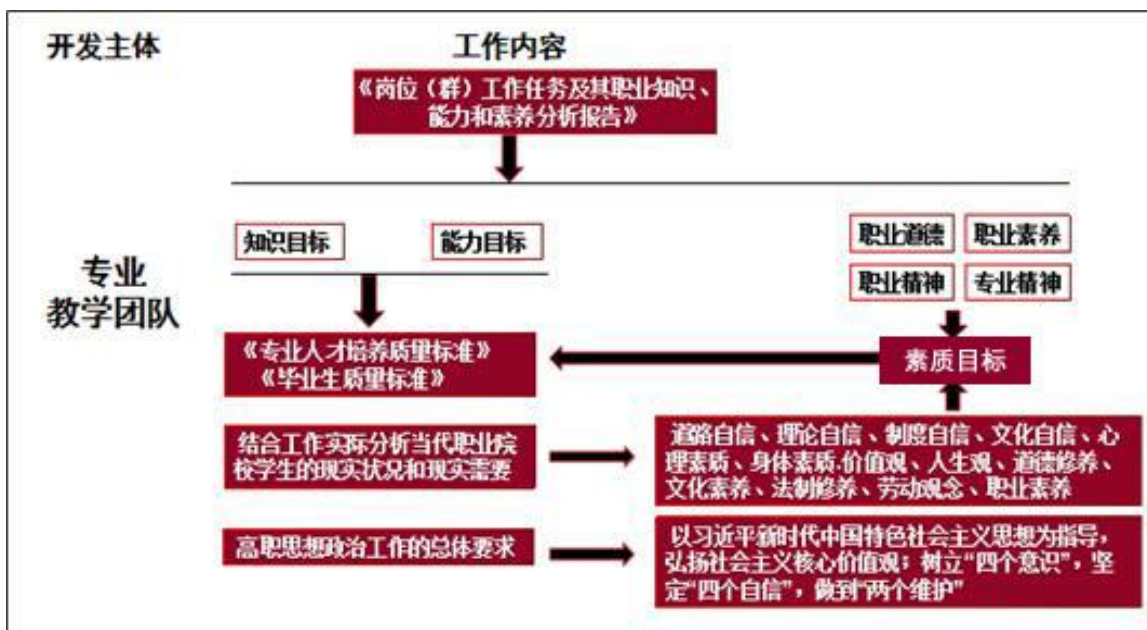 开发主体
工作内容
《岗位（群）工作任务及其职业知识、
能力和素养分析报告》
知识目标
能力目标
职业道德
职业素养
职业精神
专业精神
专业
教学团队
《专业人才培养质量标准》
《毕业生质量标准》
素质目标
结合工作实际分析当代职业院
校学生的现实状况和现实需要
道路自信、理论自信、制度自信、文化自信、心
理素质、身体素质.价值观、人生观、道德修养、
文化素养、法制修养、劳动观念、职业素养
高职思想政治工作的总体要求
以习近平新时代中国特色社会主义思想为指导，
弘扬社会主义核心价值观；树立“四个意识”，坚
定“四个自信”，做到“两个维护”